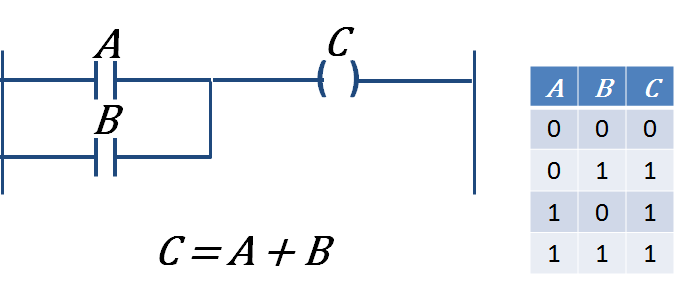 A
C
B
C = A + B
A B C
0 0 0
0 1 1
1 0 1
1 1 1